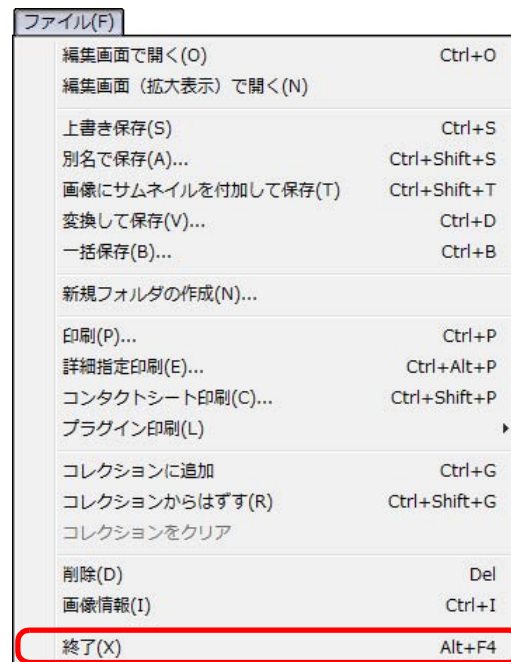 ファイル(F)
編集画面で開く(O) Ctrl+O
編集画面（拡大表示）で開く(N)
上書き保存(S) Ctrl+S
別名で保存(A)... Ctrl+Shift+S
画像にサムネイルを付加して保存(T) Ctrl+Shift+T
変換して保存(V)... Ctrl+D
一括保存(B)... Ctrl+B
新規フォルダの作成(N)...
印刷(P)... Ctrl+P
詳細指定印刷(E)... Ctrl+Alt+P
コンタクトシート印刷(C)... Ctrl+Shift+P
プラグイン印刷(L)
コレクションに追加 Ctrl+G
コレクションからはずす(R) Ctrl+Shift+G
コレクションをクリア
削除(D) Del
画像情報(I) Ctrl+I
終了(X) Alt+F4